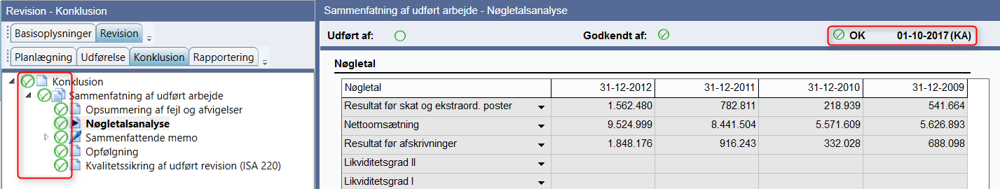 Revision - Konklusion
Basisoplysninger Revision
Planlægning Udførelse Konklusion Rapportering
Konklusion
Sammenfatning af udført arbejde
Opsummering af fejl og afvigelser
Nøgletalsanalyse
Sammenfattende memo
Opfølgning
Kvalitetssikring af udført revision (ISA 220)
Sammenfatning af udført arbejde - Nøgletalsanalyse
Udført af: Godkendt af: OK 01-10-2017 (KA)
Nøgletal
Nøgletal 31-12-2012 31-12-2011 31-12-2010 31-12-2009
Resultat før skat og ekstraord. poster 1.562.480 782.811 218.939 541.664
Nettoomsætning 9.524.999 8.441.504 5.571.609 5.626.893
Resultat før afskrivninger 1.848.176 916.243 332.028 688.098
Likviditetsgrad II
Likviditetsgrad I